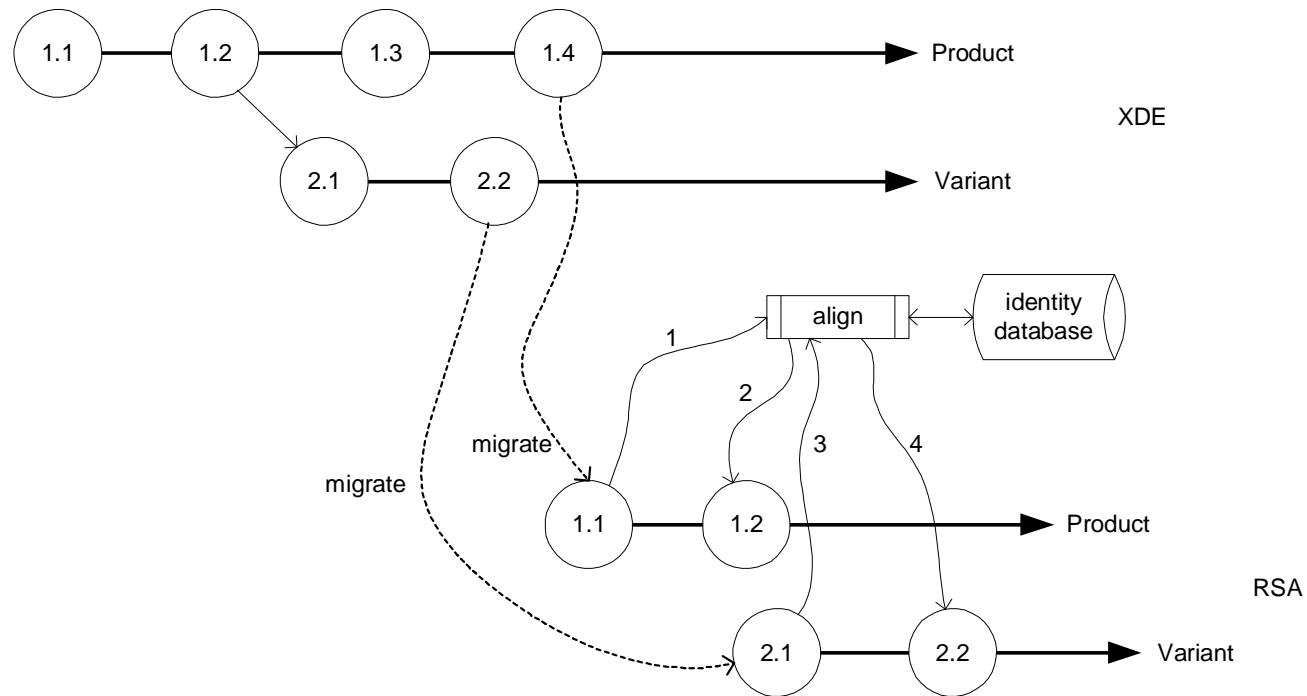 1.1
1.2
1.3
1.4
Product
XDE
2.1
2.2
Variant
align
identity
database
1
2
3
4
migrate
migrate
1.1
1.2
Product
RSA
2.1
2.2
Variant